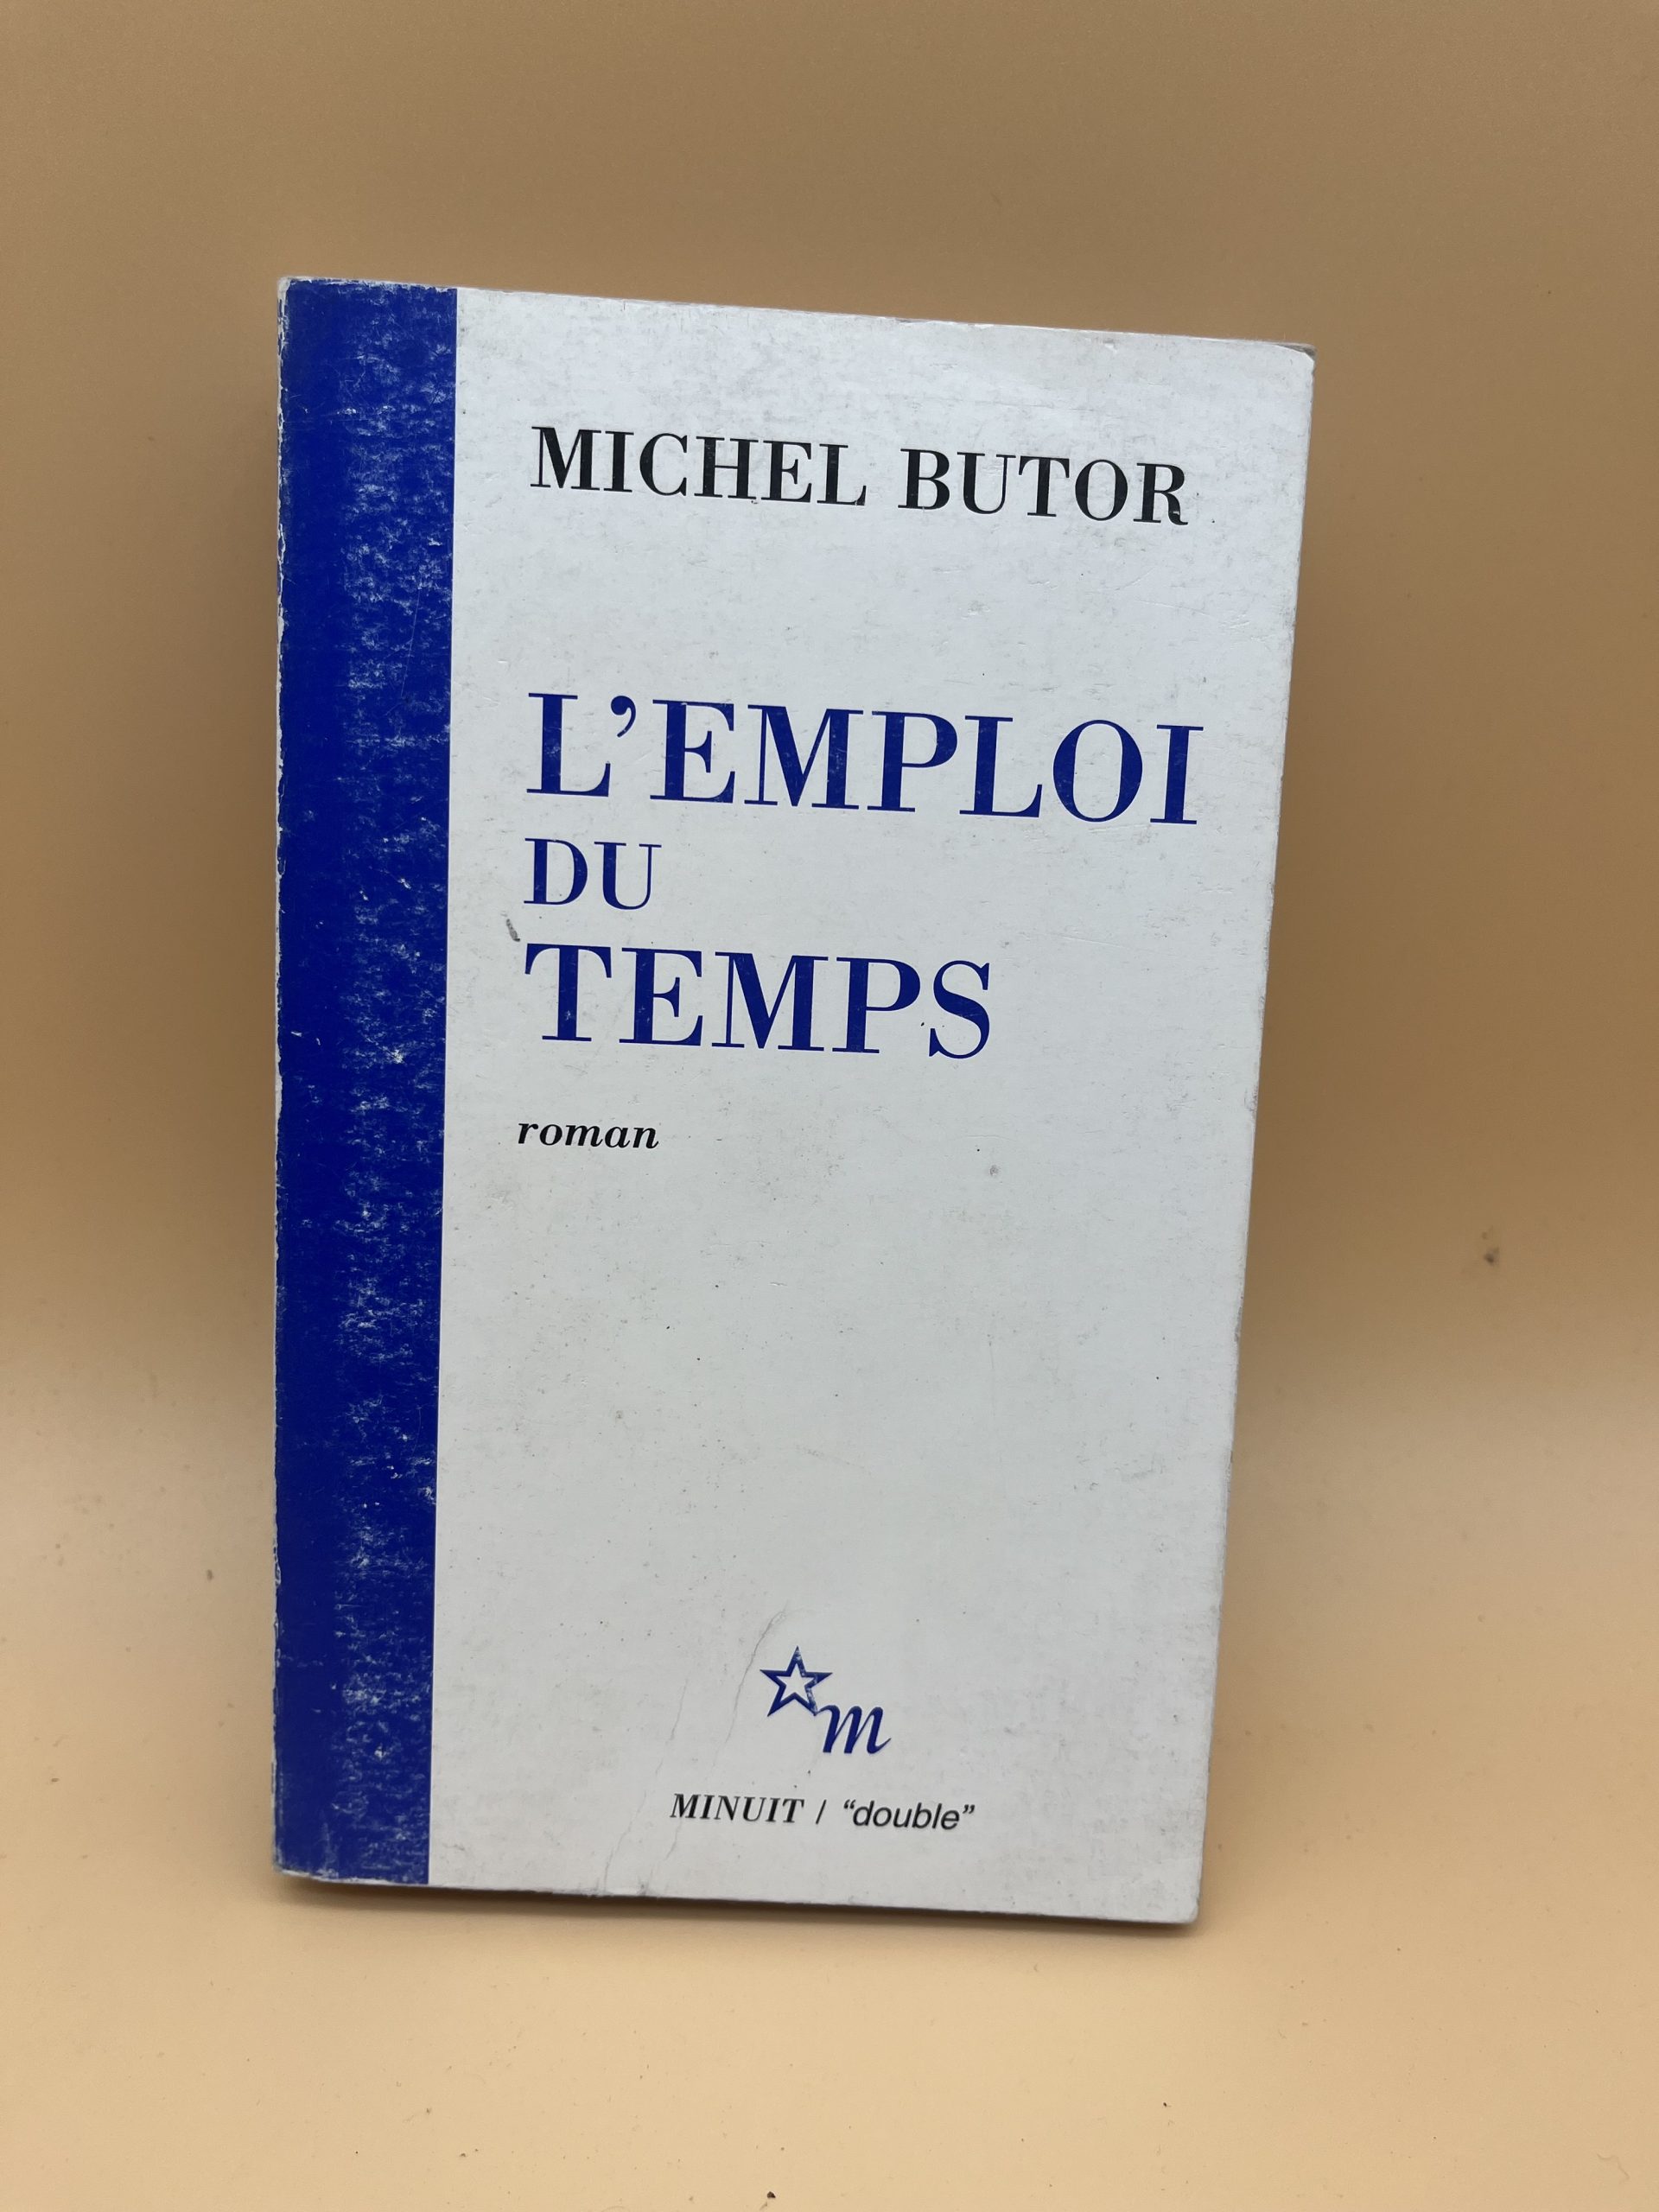 MICHEL BUTOR
L’EMPLOI
DU
TEMPS
roman
m
MINUIT / “double”